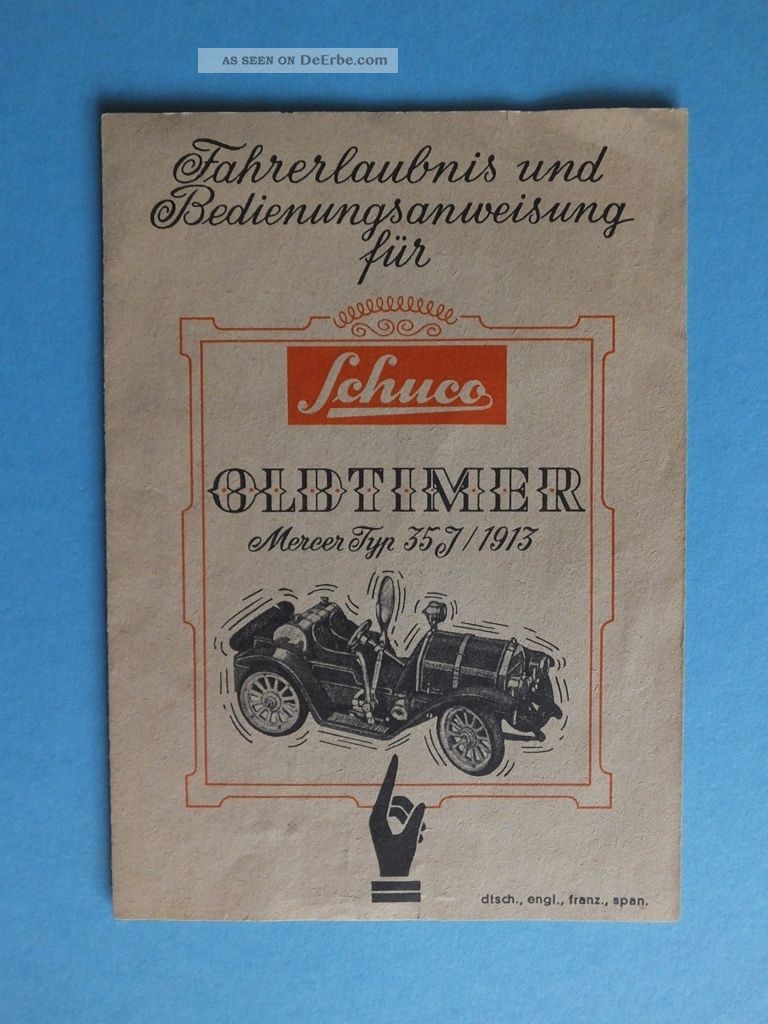 AS SEEN ON DeErbe.com
Fahrerlaubnis und
Bedienungsanweisung
für
Schuco
OLDTIMER
Mercer Typ 35J/1913
dtsch., engl., franz., span.